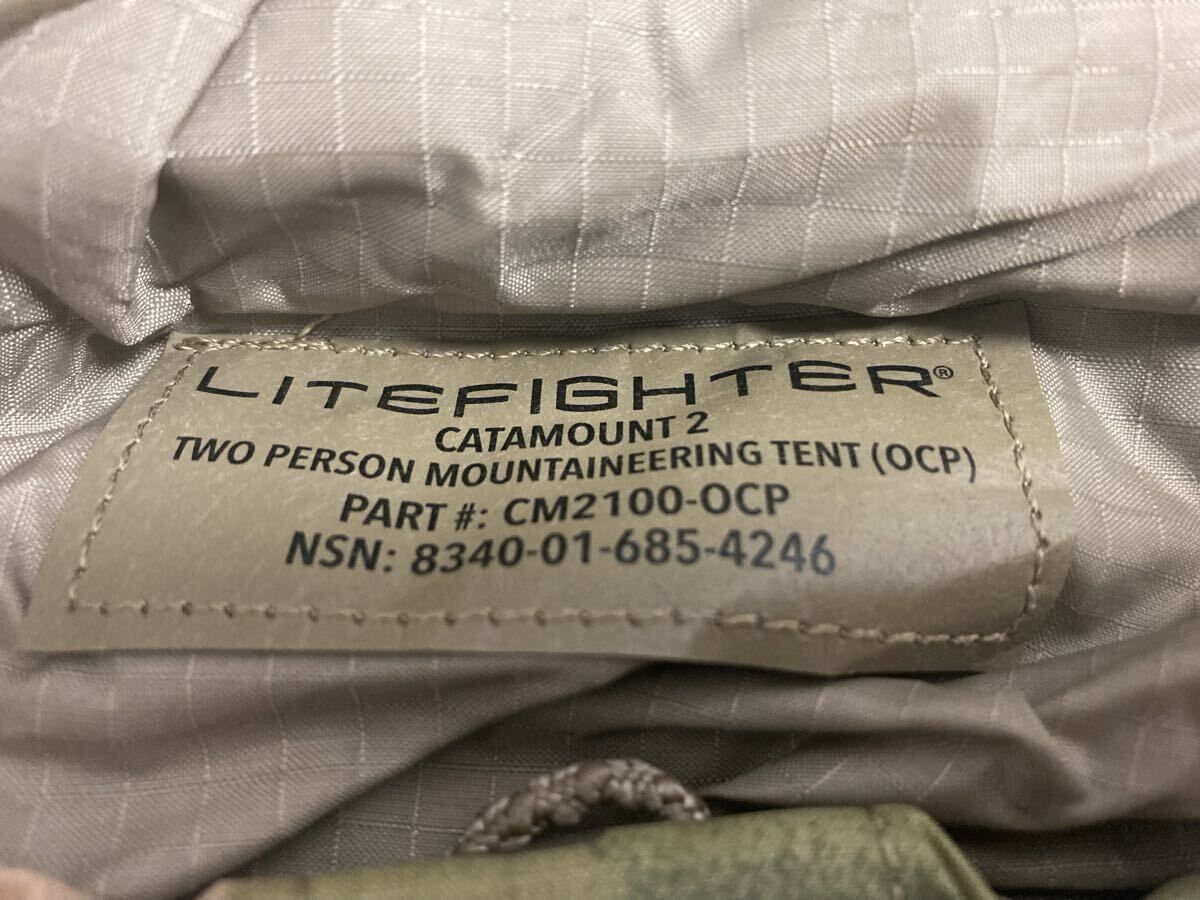 LITEFIGHTER®
CATAMOUNT 2
TWO PERSON MOUNTAINEERING TENT (OCP)
PART #: CM2100-OCP
NSN: 8340-01-685-4246